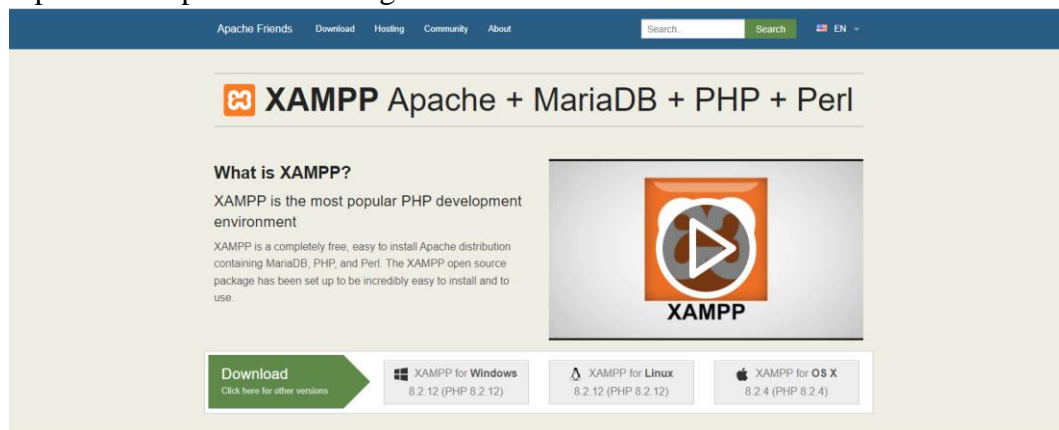 Apache Friends Download Hosting Community About Search... Search EN
XAMPP Apache + MariaDB + PHP + Perl
What is XAMPP?
XAMPP is the most popular PHP development
environment
XAMPP is a completely free, easy to install Apache distribution
containing MariaDB, PHP, and Perl. The XAMPP open source
package has been set up to be incredibly easy to install and to
use.
XAMPP
Download
Click here for other versions
XAMPP for Windows
8.2.12 (PHP 8.2.12)
XAMPP for Linux
8.2.12 (PHP 8.2.12)
XAMPP for OS X
8.2.4 (PHP 8.2.4)